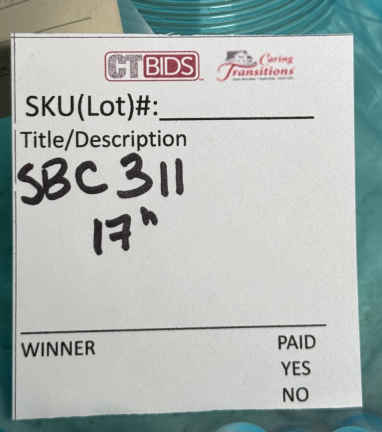 CTBIDS Caring Transitions
SKU(Lot)#:
Title/Description
SBC 311
17"
WINNER PAID
YES
NO